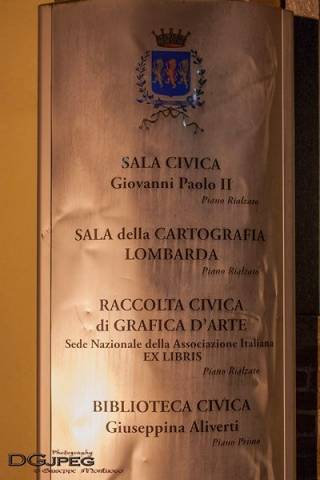 SALA CIVICA
Giovanni Paolo II
Piano Rialzato
SALA della CARTOGRAFIA
LOMBARDA
Piano Rialzato
RACCOLTA CIVICA
di GRAFICA D'ARTE
Sede Nazionale della Associazione Italiana
EX LIBRIS
Piano Rialzato
BIBLIOTECA CIVICA
Giuseppina Aliverti
Piano Primo
Photography
DGJPEG
© Giuseppe